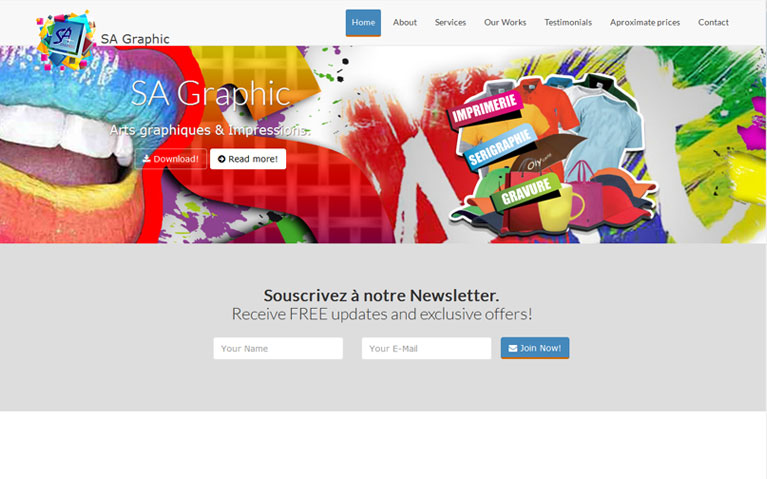 SA Graphic
Home About Services Our Works Testimonials Aproximate prices Contact
SA Graphic
Arts graphiques & Impressions.
Download! Read more!
IMPRIMERIE
SERIGRAPHIE
GRAVURE
Souscrivez à notre Newsletter.
Receive FREE updates and exclusive offers!
Your Name Your E-Mail Join Now!